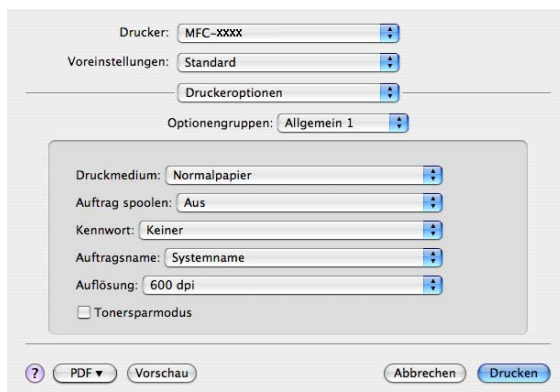 Drucker: MFC-xxxx
Voreinstellungen: Standard
Druckeroptionen
Optionengruppen: Allgemein 1
Druckmedium: Normalpapier
Auftrag spoolen: Aus
Kennwort: Keiner
Auftragsname: Systemname
Auflösung: 600 dpi
Tonersparmodus
? PDF ▼ Vorschau Abbrechen Drucken